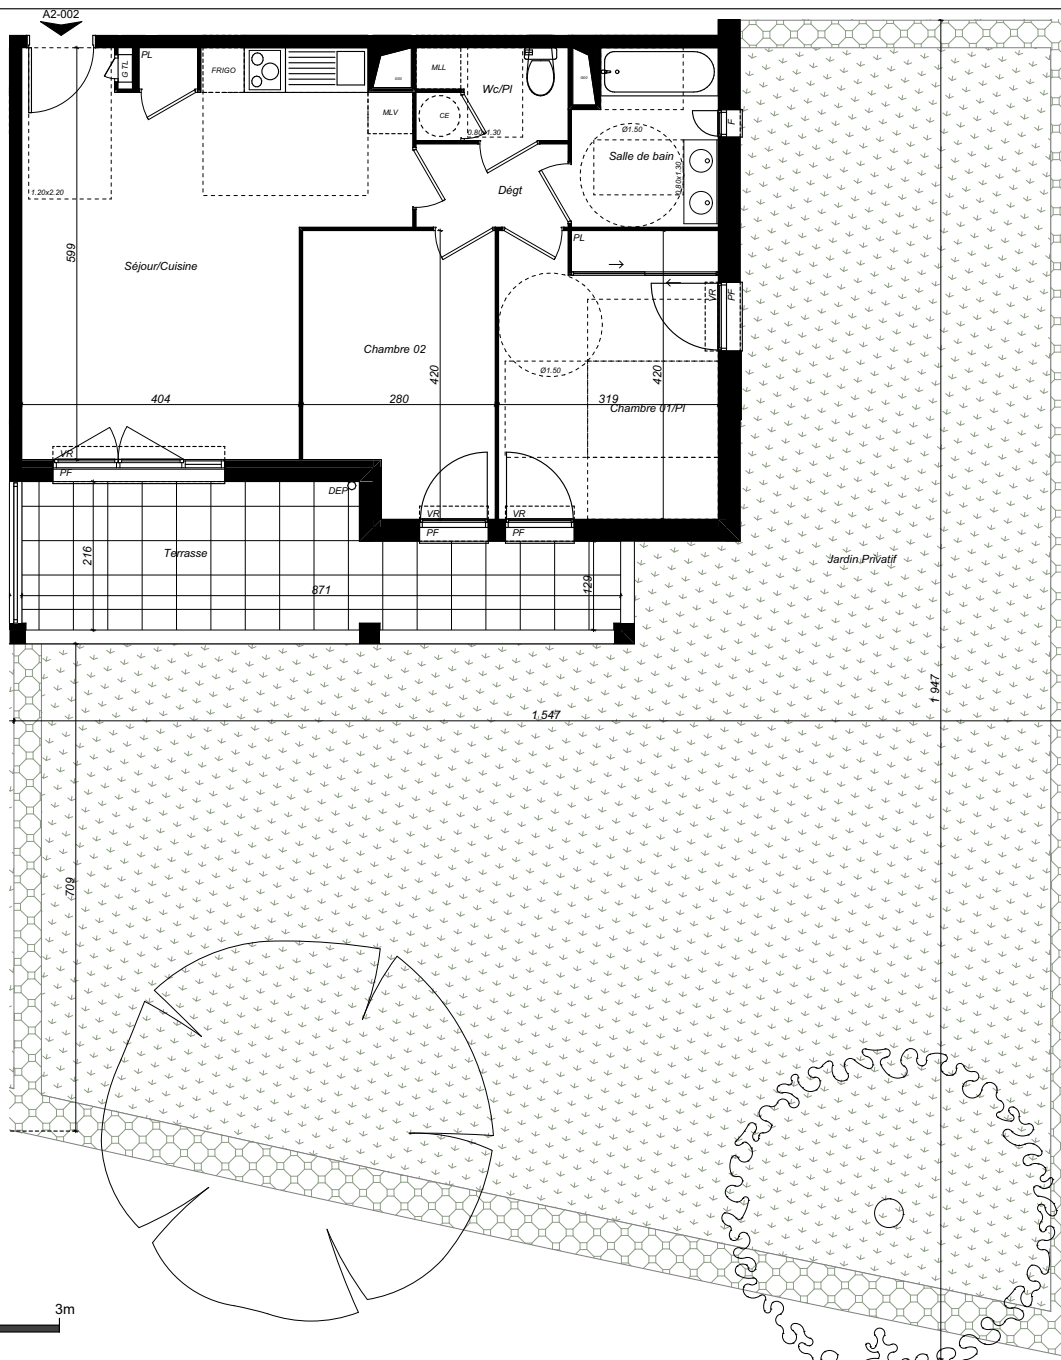 A2-002
G TL
PL
FRIGO
MLL
Wc/Pl
MLV
CE
0.80x1.30
Ø1.50
F
Salle de bain
0.80x1.30
1.20x2.20
Dégt
PL
599
Séjour/Cuisine
VR
PF
Chambre 02
420
Ø1.50
420
404
280
319
Chambre 01/Pl
VR
PF
DEP
VR
PF
VR
PF
216
Terrasse
871
129
Jardin Privatif
1 947
1 547
709
3m